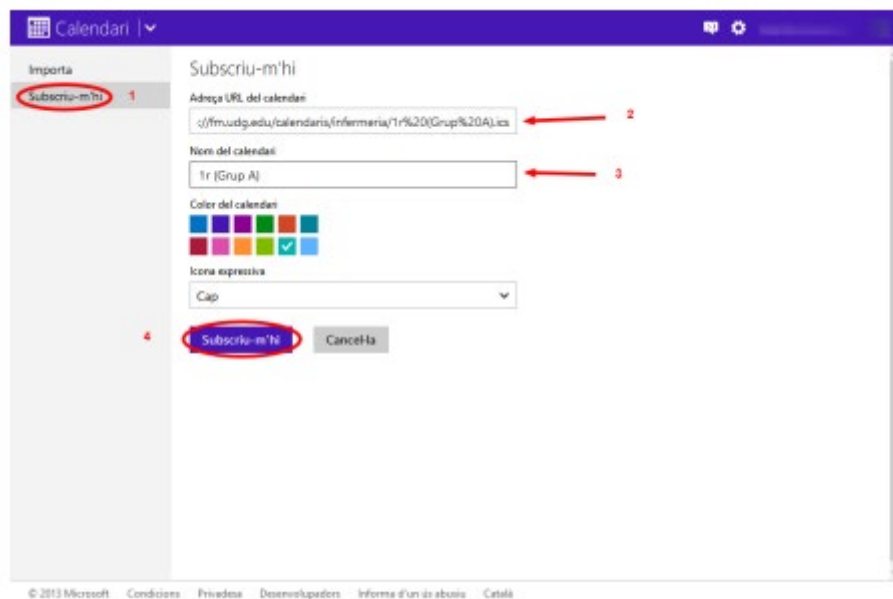 Calendari
Importa
Subscriu-m'hi 1
Subscriu-m'hi
Adreça URL del calendari
://fm.udg.edu/calendaris/infermeria/1r%20(Grup%20A).ics
2
Nom del calendari
1r (Grup A)
3
Color del calendari
Icona expressiva
Cap
4
Subscriu-m'hi
Cancel·la
© 2013 Microsoft Condicions Privadesa Desenvolupadors Informa d'un ús abusiu Català